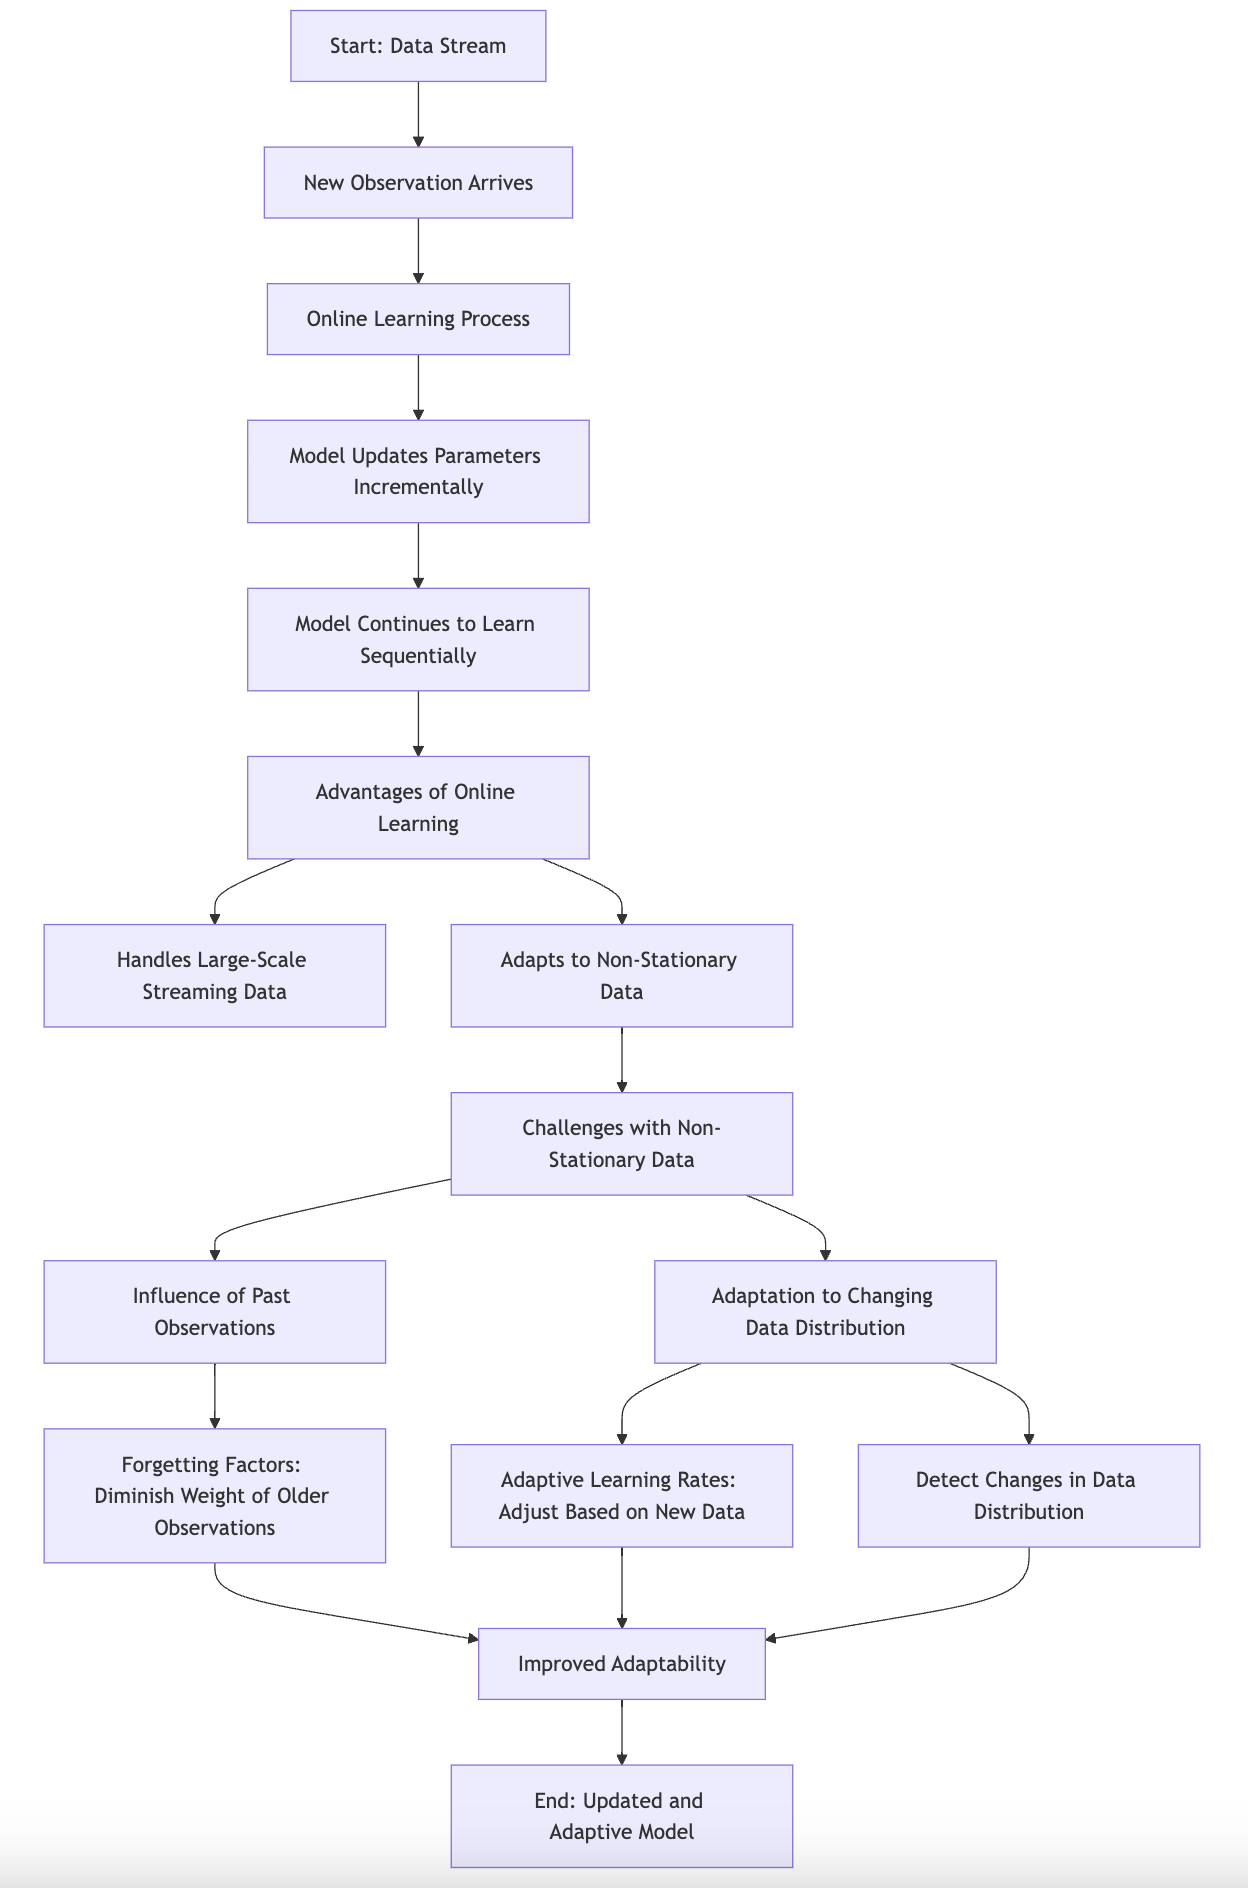 Start: Data Stream
New Observation Arrives
Online Learning Process
Model Updates Parameters
Incrementally
Model Continues to Learn
Sequentially
Advantages of Online
Learning
Handles Large-Scale
Streaming Data
Adapts to Non-Stationary
Data
Challenges with Non-
Stationary Data
Influence of Past
Observations
Adaptation to Changing
Data Distribution
Forgetting Factors:
Diminish Weight of Older
Observations
Adaptive Learning Rates:
Adjust Based on New Data
Detect Changes in Data
Distribution
Improved Adaptability
End: Updated and
Adaptive Model